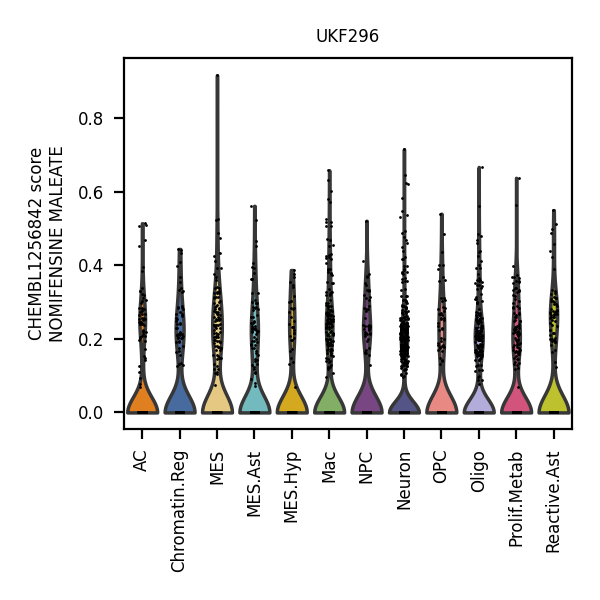 UKF296
CHEMBL1256842 score
NOMIFENSINE MALEATE
0.8
0.6
0.4
0.2
0.0
AC
Chromatin.Reg
MES
MES.Ast
MES.Hyp
Mac
NPC
Neuron
OPC
Oligo
Prolif.Metab
Reactive.Ast